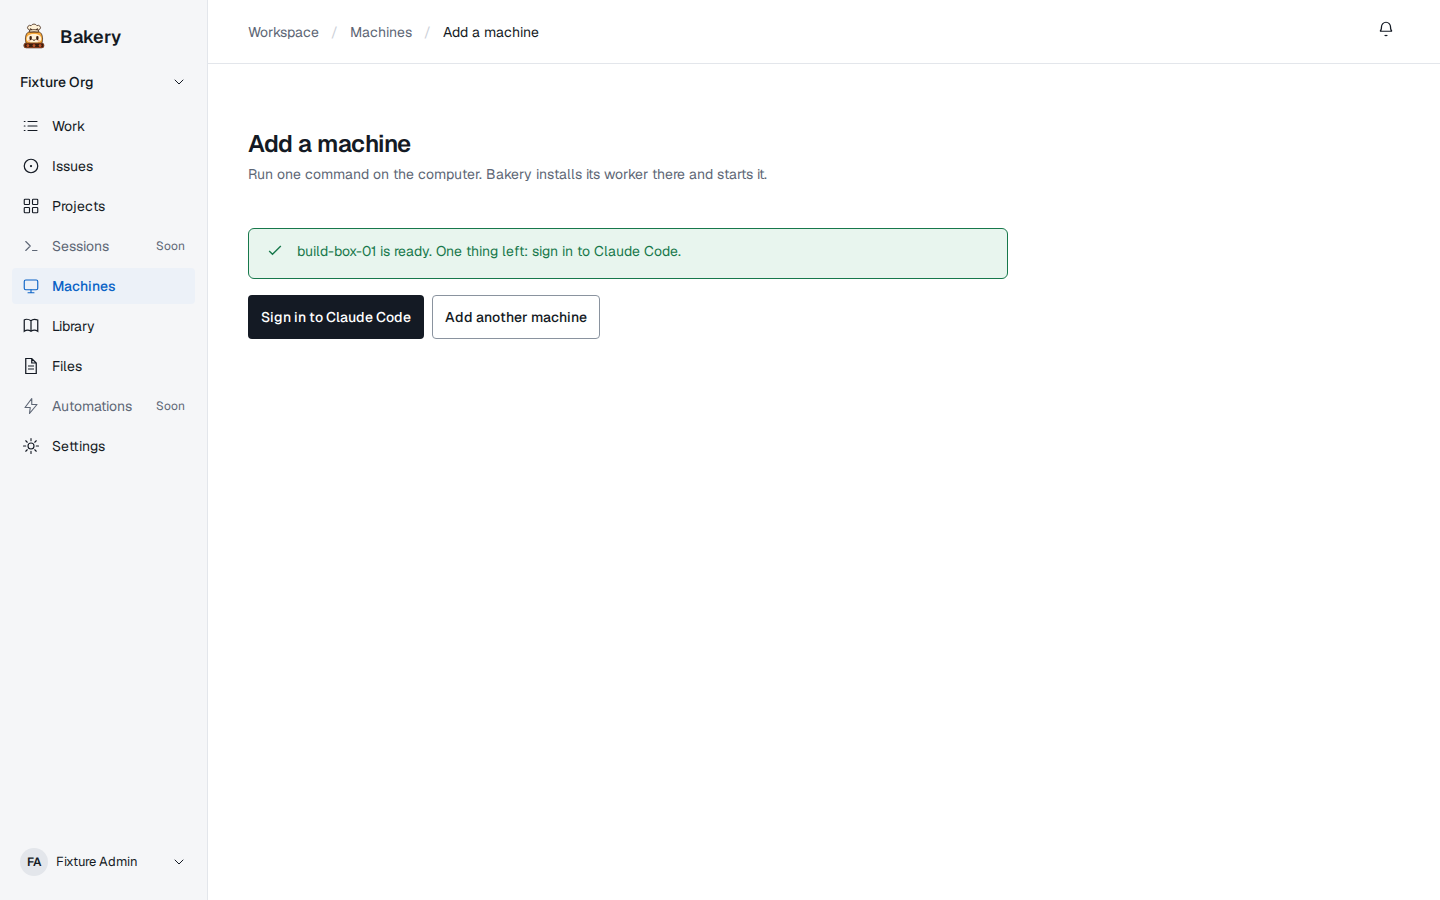 Bakery
Fixture Org
Work
Issues
Projects
Sessions Soon
Machines
Library
Files
Automations Soon
Settings
FA Fixture Admin
Workspace / Machines / Add a machine
Add a machine
Run one command on the computer. Bakery installs its worker there and starts it.
build-box-01 is ready. One thing left: sign in to Claude Code.
Sign in to Claude Code Add another machine